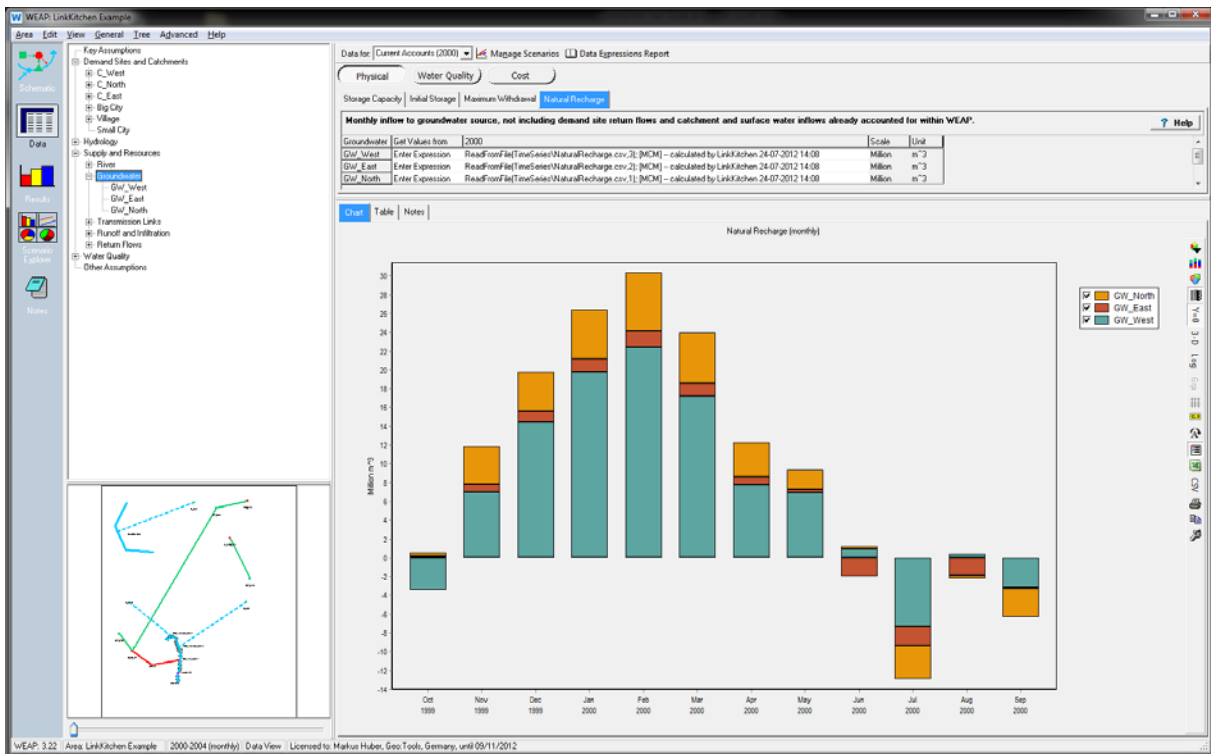 WEAP: LinkKitchen Example
Area Edit View General Tree Advanced Help
Schematic
Data
Results
Scenario
Explorer
Notes
Key Assumptions
Demand Sites and Catchments
C_West
C_North
C_East
Big City
Village
Small City
Hydrology
Supply and Resources
River
Groundwater
GW_West
GW_East
GW_North
Transmission Links
Runoff and Infiltration
Return Flows
Water Quality
Other Assumptions
Data for: Current Accounts (2000) Manage Scenarios Data Expressions Report
Physical Water Quality Cost
Storage Capacity Initial Storage Maximum Withdrawal Natural Recharge
Monthly inflow to groundwater source, not including demand site return flows and catchment and surface water inflows already accounted for within WEAP.
? Help
Groundwater Get Values from 2000 Scale Unit
GW_West Enter Expression ReadFromFile(TimeSeries\NaturalRecharge.csv,3); [MCM] -- calculated by LinkKitchen 24-07-2012 14:08 Million m^3
GW_East Enter Expression ReadFromFile(TimeSeries\NaturalRecharge.csv,2); [MCM] -- calculated by LinkKitchen 24-07-2012 14:08 Million m^3
GW_North Enter Expression ReadFromFile(TimeSeries\NaturalRecharge.csv,1); [MCM] -- calculated by LinkKitchen 24-07-2012 14:08 Million m^3
Chart Table Notes
Natural Recharge (monthly)
Million m^3
30
28
26
24
22
20
18
16
14
12
10
8
6
4
2
0
-2
-4
-6
-8
-10
-12
-14
Oct Nov Dec Jan Feb Mar Apr May Jun Jul Aug Sep
1999 1999 1999 2000 2000 2000 2000 2000 2000 2000 2000 2000
GW_North
GW_East
GW_West
Y=0
3-D
Log
CSV
WEAP: 3.22 Area: LinkKitchen Example 2000-2004 (monthly) Data View Licensed to: Markus Huber, Geo:Tools, Germany, until 09/11/2012